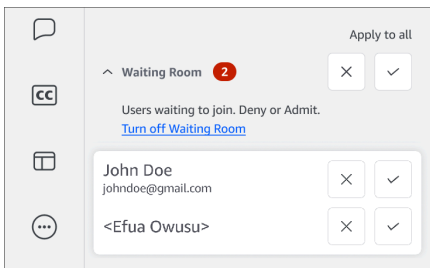 Apply to all
Waiting Room 2
CC
Users waiting to join. Deny or Admit.
Turn off Waiting Room
John Doe
johndoe@gmail.com
<Efua Owusu>